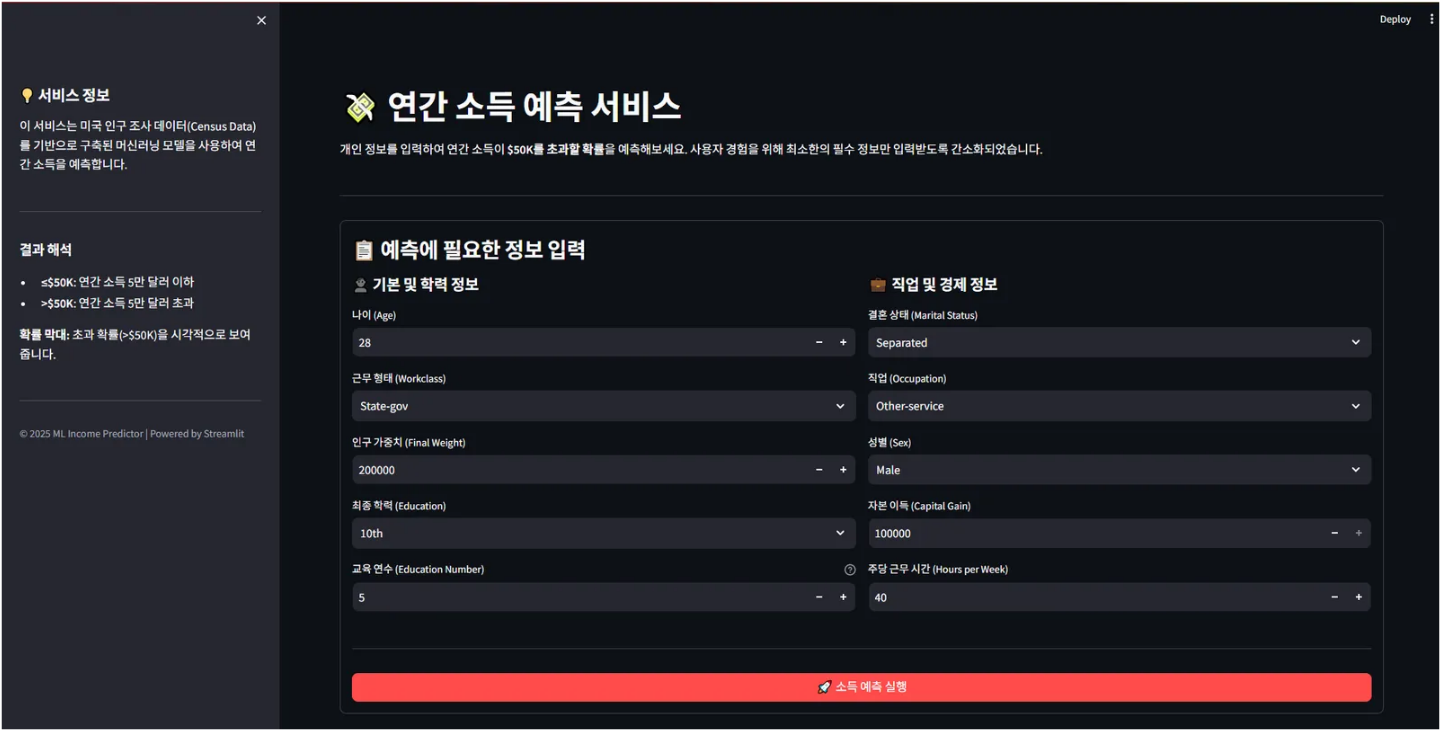 Deploy
💡 서비스 정보
이 서비스는 미국 인구 조사 데이터(Census Data)
를 기반으로 구축된 머신러닝 모델을 사용하여 연
간 소득을 예측합니다.
결과 해석
• ≤$50K: 연간 소득 5만 달러 이하
• >$50K: 연간 소득 5만 달러 초과
확률 막대: 초과 확률(>$50K)을 시각적으로 보여
줍니다.
© 2025 ML Income Predictor | Powered by Streamlit
💸 연간 소득 예측 서비스
개인 정보를 입력하여 연간 소득이 $50K를 초과할 확률을 예측해보세요. 사용자 경험을 위해 최소한의 필수 정보만 입력받도록 간소화되었습니다.
📋 예측에 필요한 정보 입력
기본 및 학력 정보
나이 (Age)
28
근무 형태 (Workclass)
State-gov
인구 가중치 (Final Weight)
200000
최종 학력 (Education)
10th
교육 연수 (Education Number)
5
💼 직업 및 경제 정보
결혼 상태 (Marital Status)
Separated
직업 (Occupation)
Other-service
성별 (Sex)
Male
자본 이득 (Capital Gain)
100000
주당 근무 시간 (Hours per Week)
40
🚀 소득 예측 실행